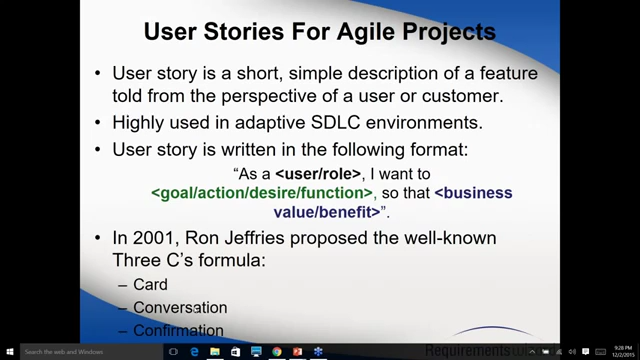 User Stories For Agile Projects
• User story is a short, simple description of a feature
told from the perspective of a user or customer.
• Highly used in adaptive SDLC environments.
• User story is written in the following format:
“As a <user/role>, I want to
<goal/action/desire/function>, so that <business
value/benefit>”.
• In 2001, Ron Jeffries proposed the well-known
Three C’s formula:
– Card
– Conversation
– Confirmation
Requirements
Search the web and Windows
9:28 PM
12/2/2015